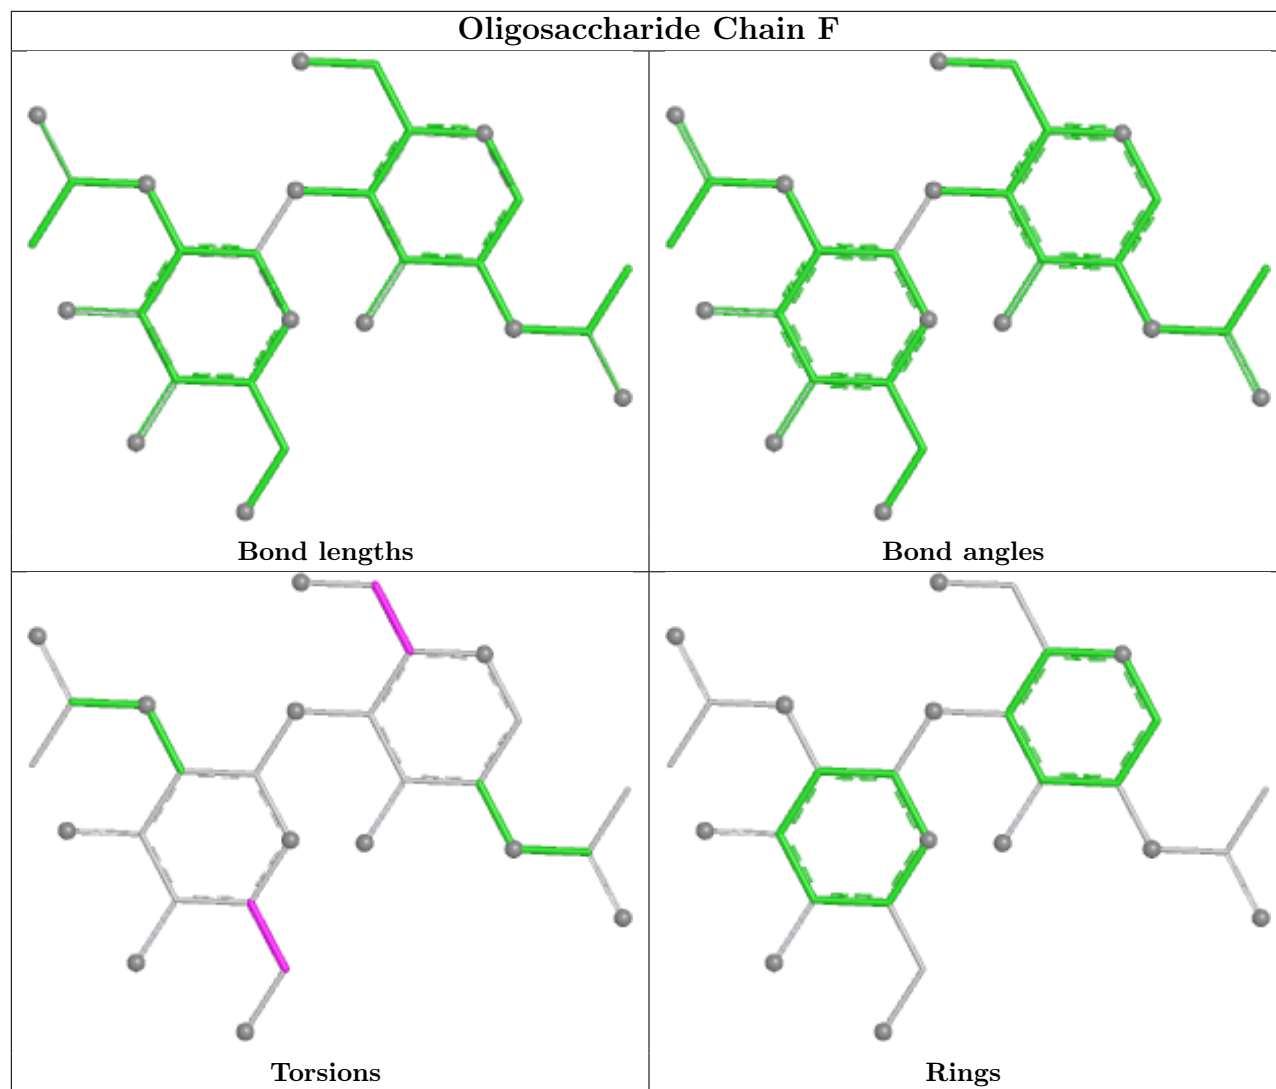 Oligosaccharide Chain F
Bond lengths
Bond angles
Torsions
Rings